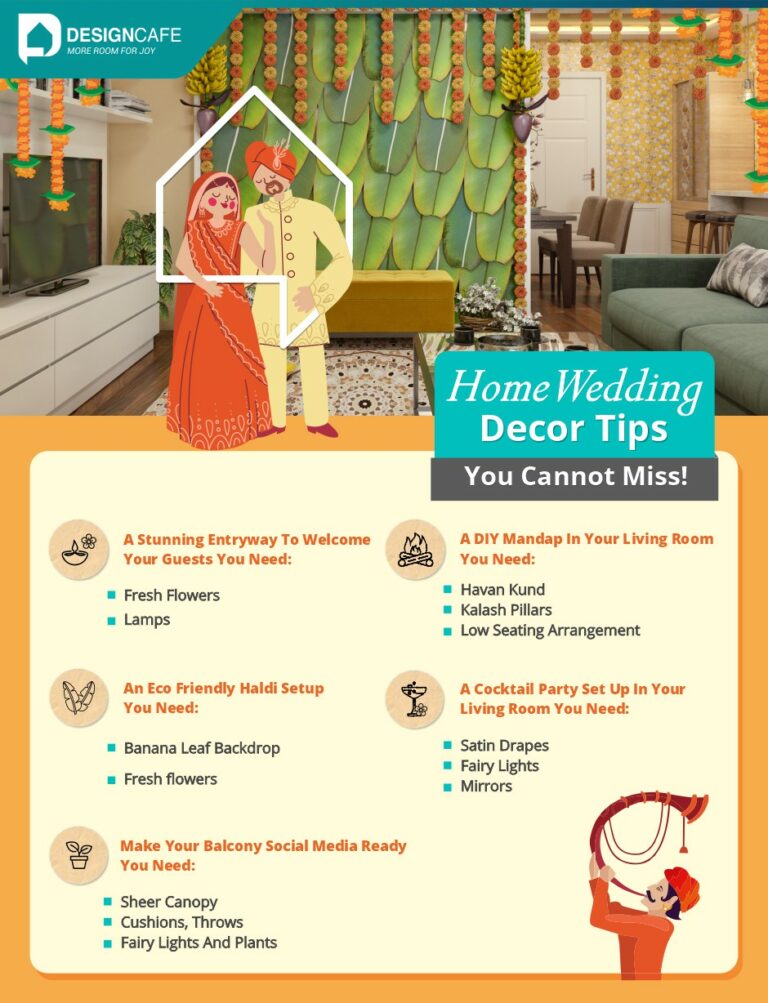 DESIGNCAFE
MORE ROOM FOR JOY
Home Wedding
Decor Tips
You Cannot Miss!
A Stunning Entryway To Welcome
Your Guests You Need:
Fresh Flowers
Lamps
A DIY Mandap In Your Living Room
You Need:
Havan Kund
Kalash Pillars
Low Seating Arrangement
An Eco Friendly Haldi Setup
You Need:
Banana Leaf Backdrop
Fresh flowers
A Cocktail Party Set Up In Your
Living Room You Need:
Satin Drapes
Fairy Lights
Mirrors
Make Your Balcony Social Media Ready
You Need:
Sheer Canopy
Cushions, Throws
Fairy Lights And Plants